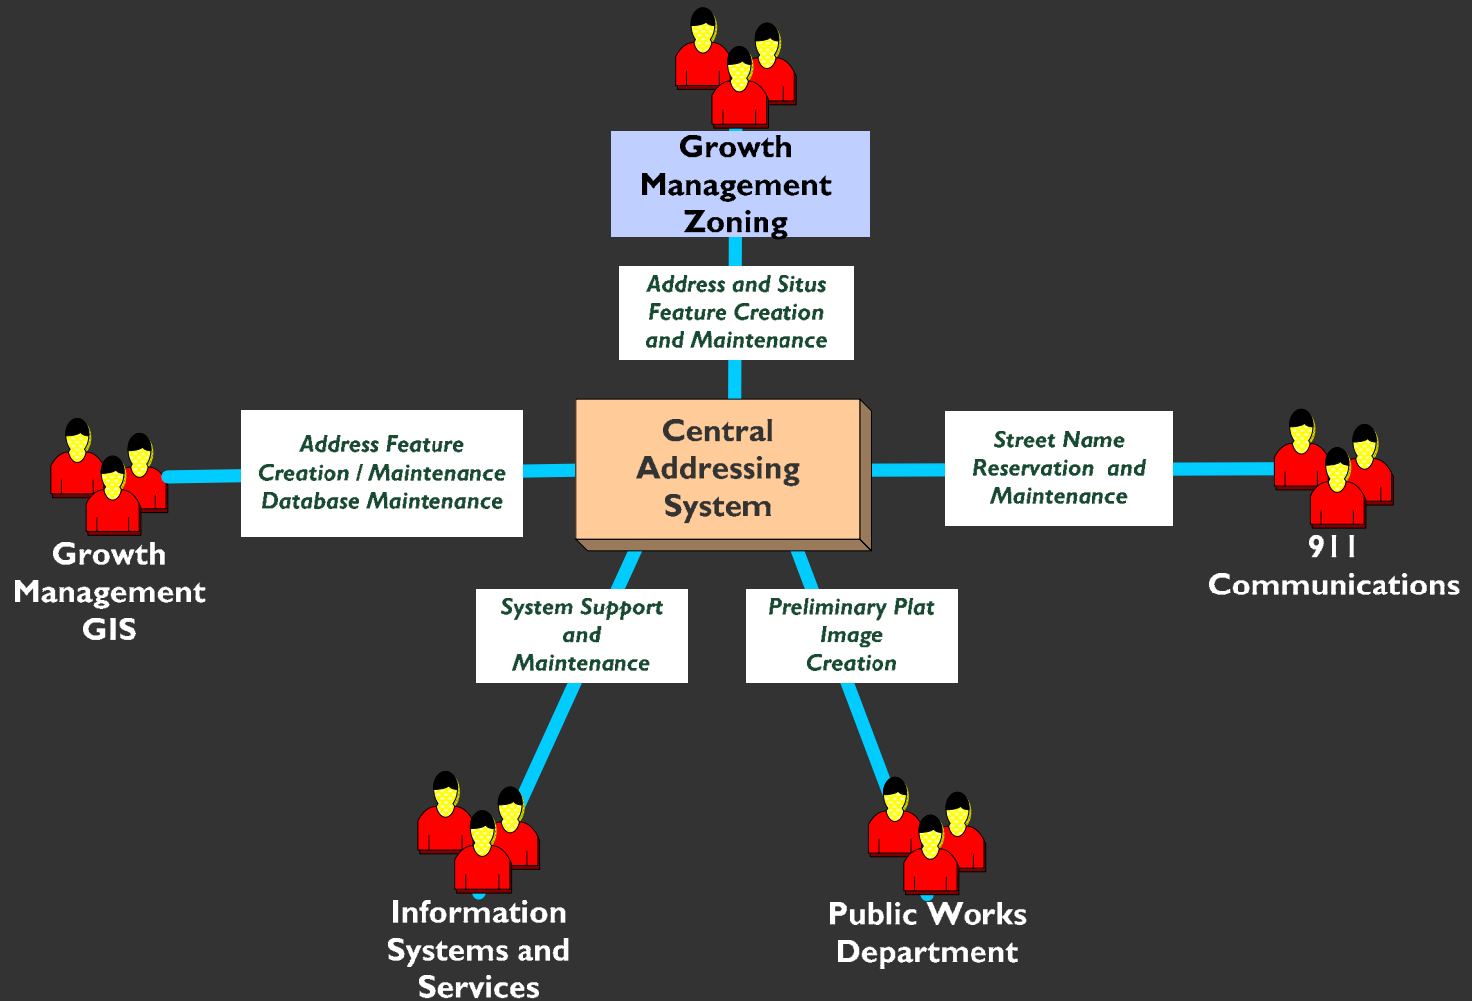 Growth
Management
Zoning
Address and Situs
Feature Creation
and Maintenance
Address Feature
Creation / Maintenance
Database Maintenance
Central
Addressing
System
Street Name
Reservation and
Maintenance
Growth
Management
GIS
911
Communications
System Support
and
Maintenance
Preliminary Plat
Image
Creation
Information
Systems and
Services
Public Works
Department